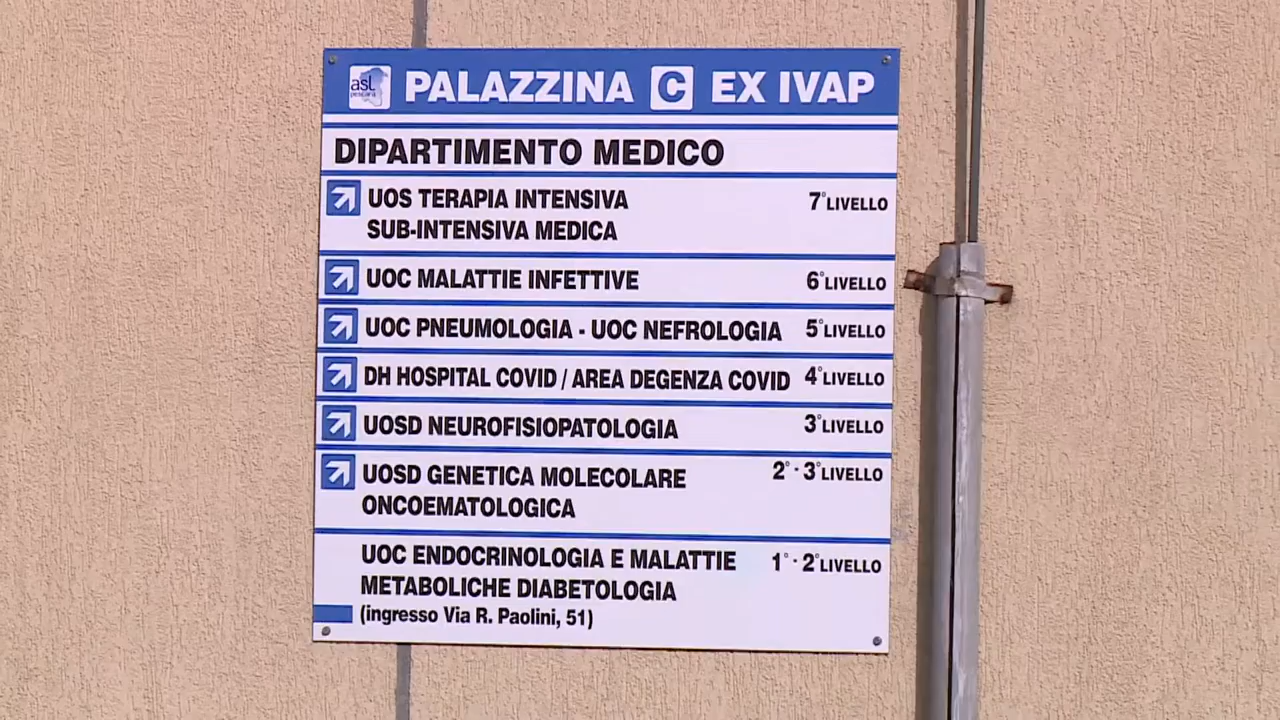 asl
pescara
PALAZZINA C EX IVAP
DIPARTIMENTO MEDICO
UOS TERAPIA INTENSIVA 7° LIVELLO
SUB-INTENSIVA MEDICA
UOC MALATTIE INFETTIVE 6° LIVELLO
UOC PNEUMOLOGIA - UOC NEFROLOGIA 5° LIVELLO
DH HOSPITAL COVID / AREA DEGENZA COVID 4° LIVELLO
UOSD NEUROFISIOPATOLOGIA 3° LIVELLO
UOSD GENETICA MOLECOLARE 2° - 3° LIVELLO
ONCOEMATOLOGICA
UOC ENDOCRINOLOGIA E MALATTIE 1° - 2° LIVELLO
METABOLICHE DIABETOLOGIA
(ingresso Via R. Paolini, 51)